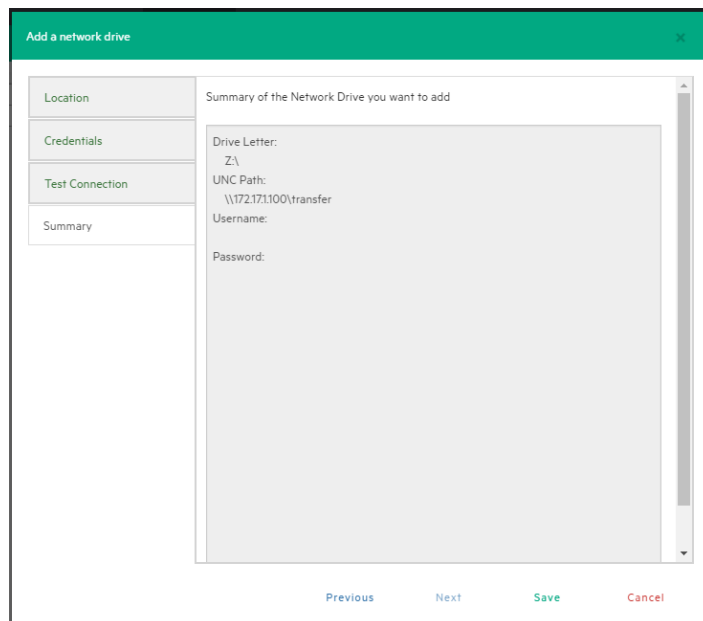 Add a network drive
×
Location
Credentials
Test Connection
Summary
Summary of the Network Drive you want to add
Drive Letter:
Z:\
UNC Path:
\\172.17.1.100\transfer
Username:
Password:
Previous
Next
Save
Cancel